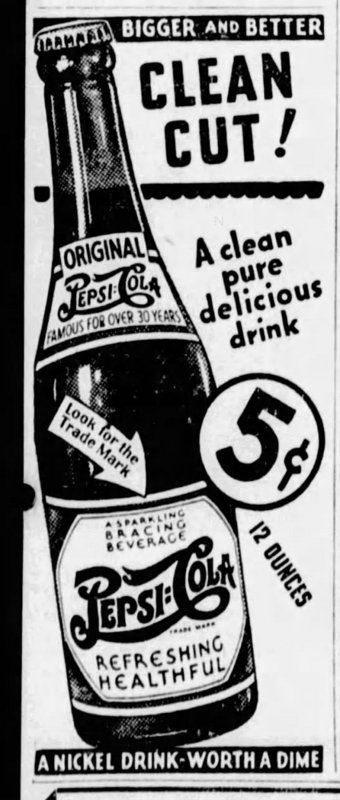 BIGGER AND BETTER
CLEAN
CUT!
A clean
pure
delicious
drink
ORIGINAL
PEPSI:COLA
FAMOUS FOR OVER 30 YEARS
5¢
Look for the
Trade Mark
12 OUNCES
A SPARKLING
BRACING
BEVERAGE
PEPSI:COLA
TRADE MARK
REFRESHING
HEALTHFUL
A NICKEL DRINK-WORTH A DIME